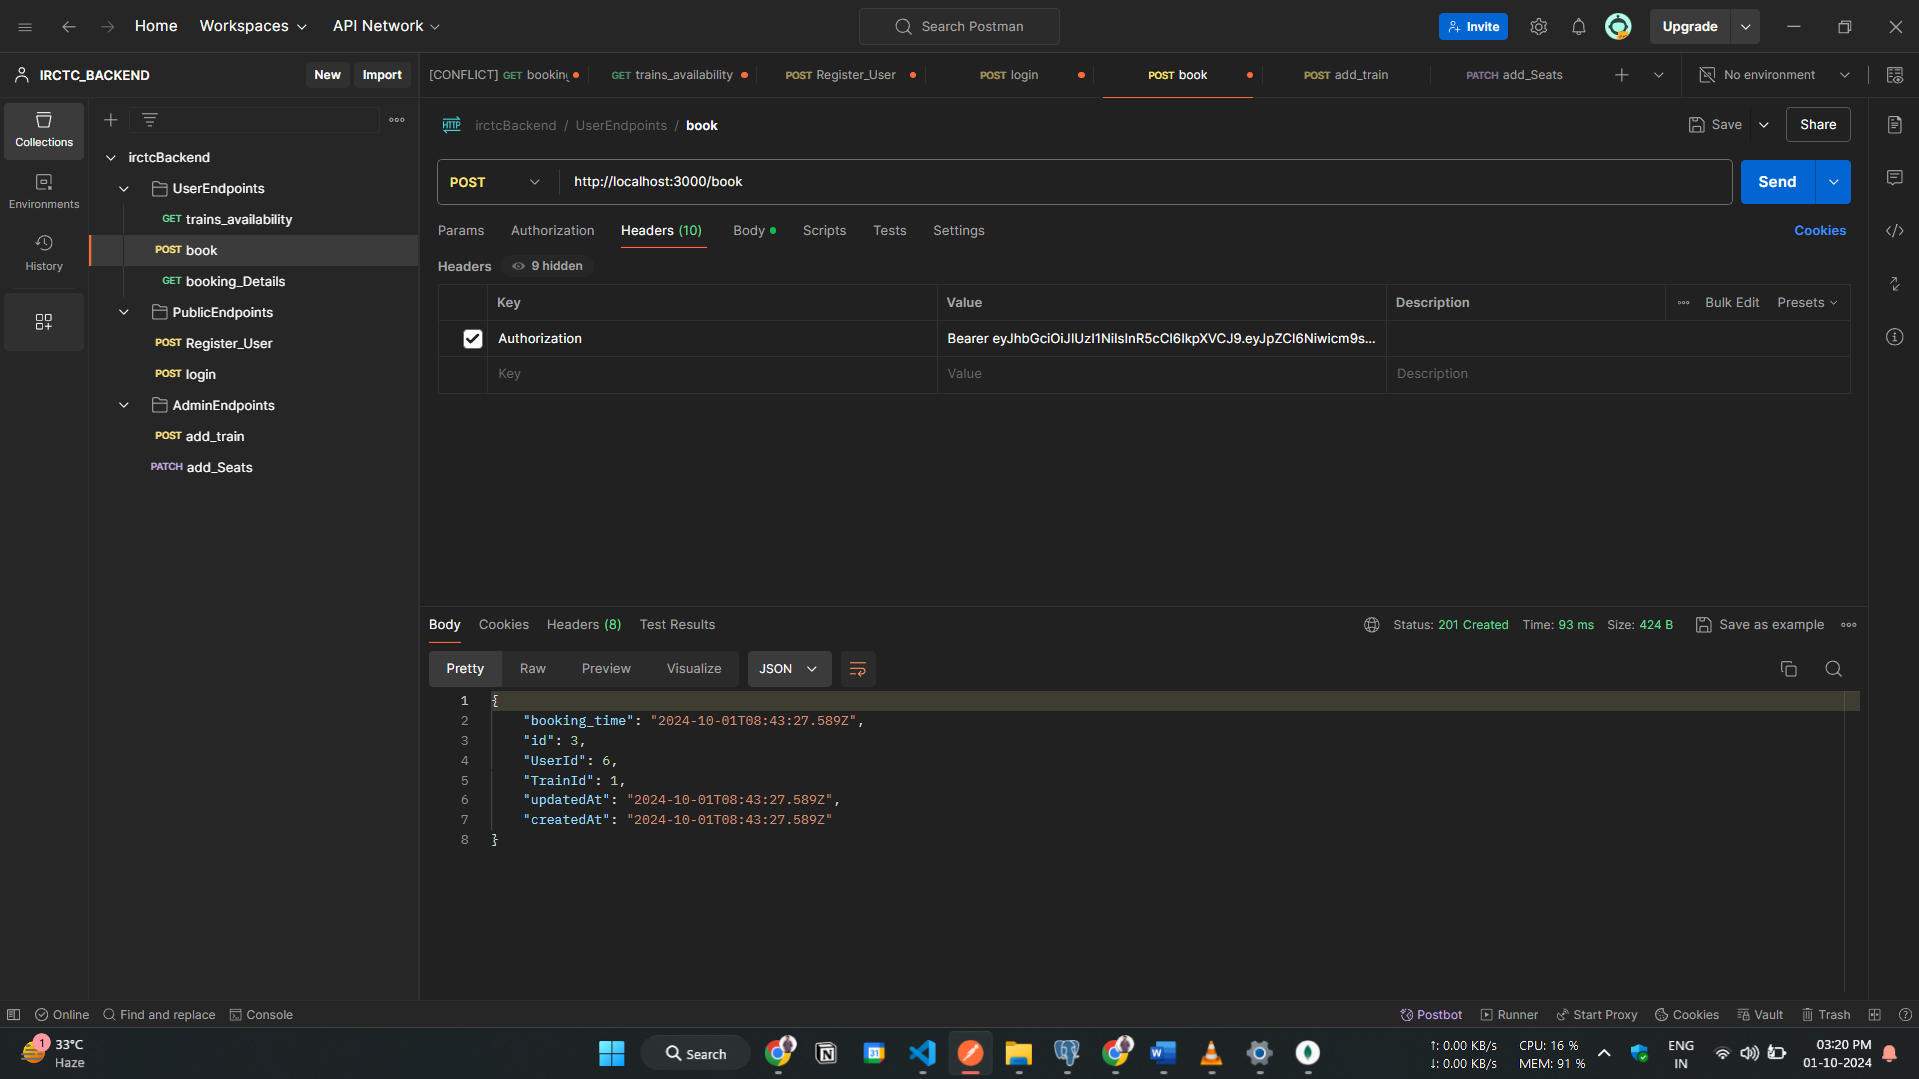 Home Workspaces API Network Search Postman Invite Upgrade
IRCTC_BACKEND New Import [CONFLICT] GET booking GET trains_availability POST Register_User POST login POST book POST add_train PATCH add_Seats No environment
Collections
Environments
History
irctcBackend
UserEndpoints
GET trains_availability
POST book
GET booking_Details
PublicEndpoints
POST Register_User
POST login
AdminEndpoints
POST add_train
PATCH add_Seats
HTTP irctcBackend / UserEndpoints / book Save Share
POST http://localhost:3000/book Send
Params Authorization Headers (10) Body Scripts Tests Settings Cookies
Headers 9 hidden
Key Value Description Bulk Edit Presets
Authorization Bearer eyJhbGciOiJIUzI1NiIsInR5cCI6IkpXVCJ9.eyJpZCI6Niwicm9s...
Key Value Description
Body Cookies Headers (8) Test Results Status: 201 Created Time: 93 ms Size: 424 B Save as example
Pretty Raw Preview Visualize JSON
1 {
2 "booking_time": "2024-10-01T08:43:27.589Z",
3 "id": 3,
4 "UserId": 6,
5 "TrainId": 1,
6 "updatedAt": "2024-10-01T08:43:27.589Z",
7 "createdAt": "2024-10-01T08:43:27.589Z"
8 }
Online Find and replace Console Postbot Runner Start Proxy Cookies Vault Trash
1 33°C Search 31 ↑: 0.00 KB/s CPU: 16 % ENG 03:20 PM
Haze ↓: 0.00 KB/s MEM: 91 % IN 01-10-2024